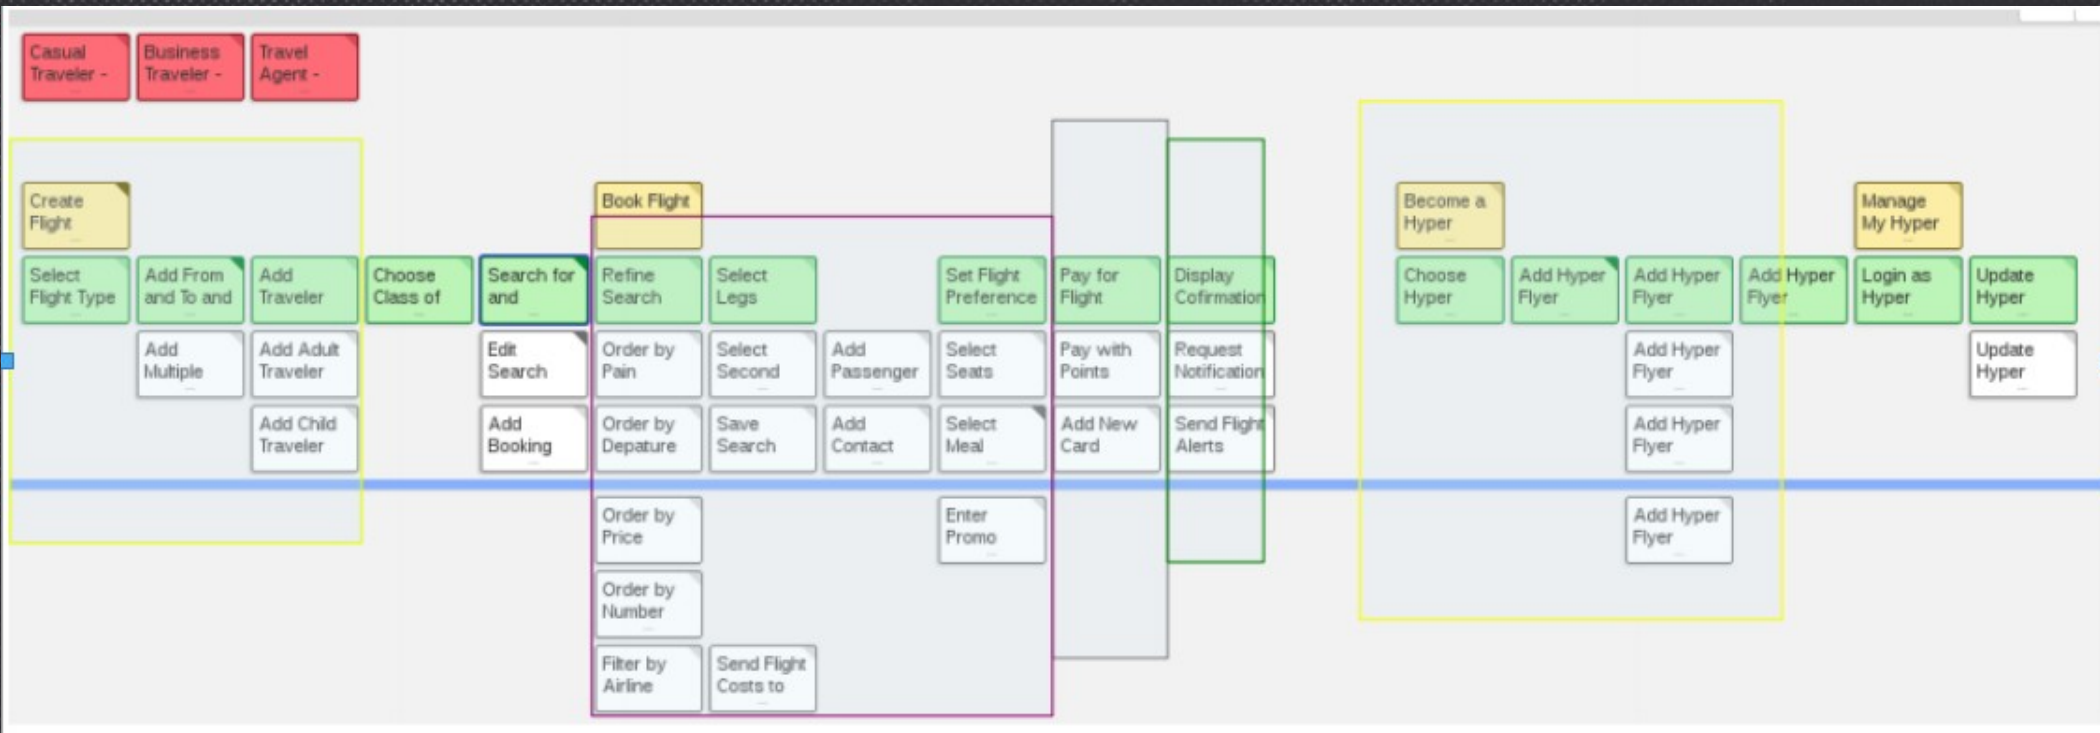 Casual
Traveler -
Business
Traveler -
Travel
Agent -
Create
Flight
Book Flight
Become a
Hyper
Manage
My Hyper
Select
Flight Type
Add From
and To and
Add
Traveler
Choose
Class of
Search for
and
Refine
Search
Select
Legs
Set Flight
Preference
Pay for
Flight
Display
Cofirmation
Choose
Hyper
Add Hyper
Flyer
Add Hyper
Flyer
Add Hyper
Flyer
Login as
Hyper
Update
Hyper
Add
Multiple
Add Adult
Traveler
Edit
Search
Order by
Pain
Select
Second
Add
Passenger
Select
Seats
Pay with
Points
Request
Notification
Add Hyper
Flyer
Update
Hyper
Add Child
Traveler
Add
Booking
Order by
Depature
Save
Search
Add
Contact
Select
Meal
Add New
Card
Send Flight
Alerts
Add Hyper
Flyer
Order by
Price
Enter
Promo
Add Hyper
Flyer
Order by
Number
Filter by
Airline
Send Flight
Costs to